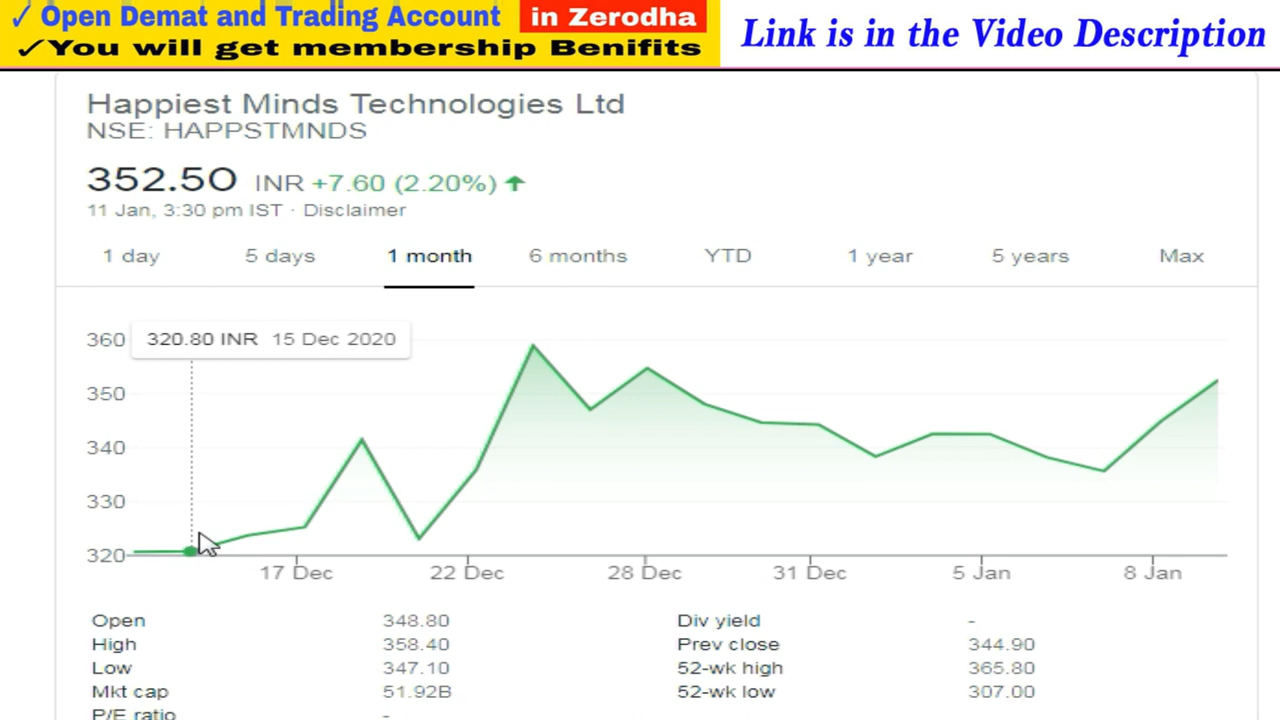 ✓ Open Demat and Trading Account in Zerodha
✓You will get membership Benifits
Link is in the Video Description
Happiest Minds Technologies Ltd
NSE: HAPPSTMNDS
352.50 INR +7.60 (2.20%) ↑
11 Jan, 3:30 pm IST · Disclaimer
1 day 5 days 1 month 6 months YTD 1 year 5 years Max
360
320.80 INR 15 Dec 2020
350
340
330
320
17 Dec 22 Dec 28 Dec 31 Dec 5 Jan 8 Jan
Open 348.80 Div yield -
High 358.40 Prev close 344.90
Low 347.10 52-wk high 365.80
Mkt cap 51.92B 52-wk low 307.00
P/E ratio -